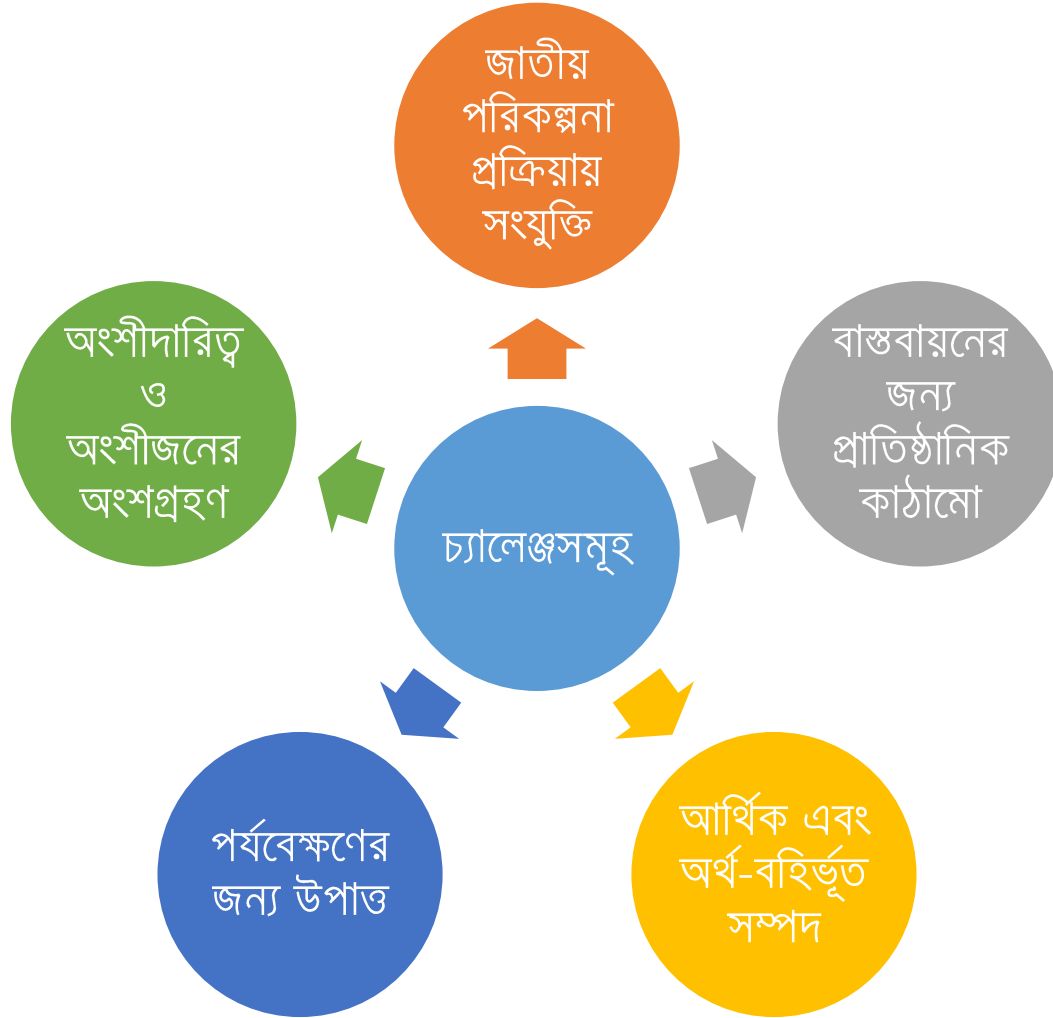 জাতীয়
পরিকল্পনা
প্রক্রিয়ায়
সংযুক্তি
বাস্তবায়নের
জন্য
প্রাতিষ্ঠানিক
কাঠামো
আর্থিক এবং
অর্থ-বহির্ভূত
সম্পদ
পর্যবেক্ষণের
জন্য উপাত্ত
অংশীদারিত্ব
ও
অংশীজনের
অংশগ্রহণ
চ্যালেঞ্জসমূহ